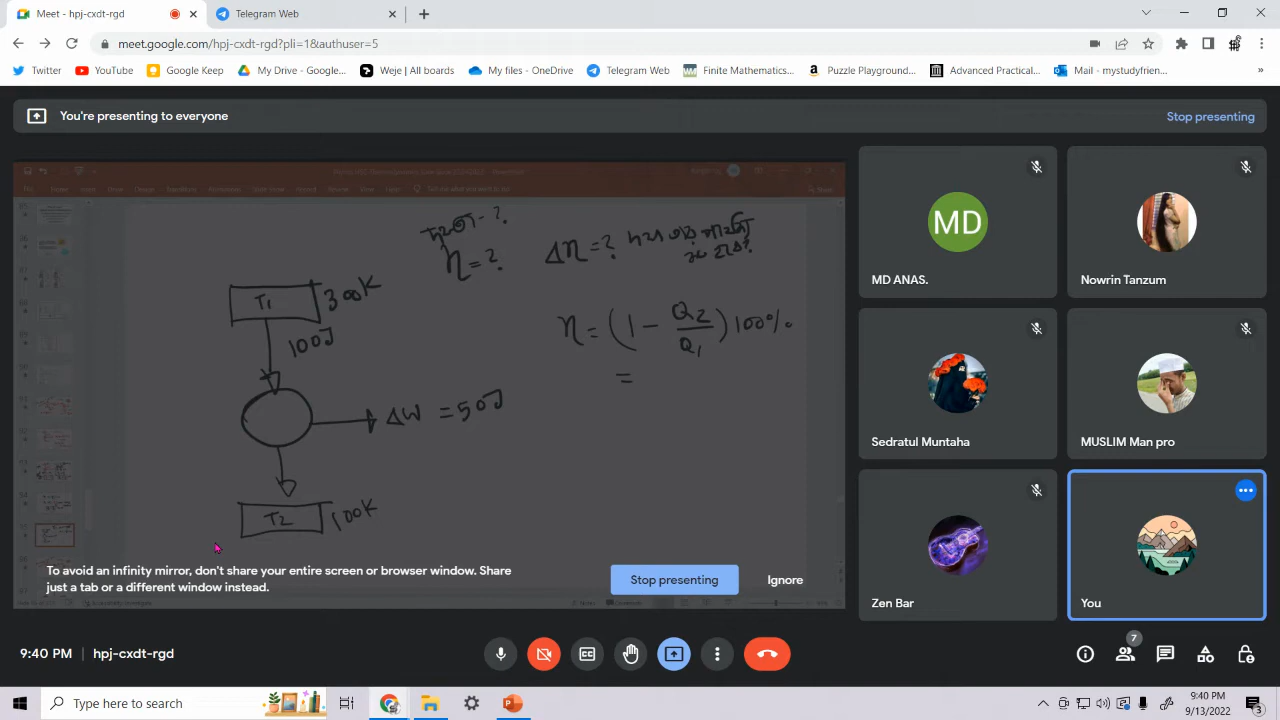 Meet - hpj-cxdt-rgd
Telegram Web
meet.google.com/hpj-cxdt-rgd?pli=1&authuser=5
Twitter
YouTube
Google Keep
My Drive - Google...
Weje | All boards
My files - OneDrive
Telegram Web
Finite Mathematics...
Puzzle Playground...
Advanced Practical...
Mail - mystudyfrien...
»
You're presenting to everyone
Stop presenting
η = ?
Δη = ?
T1
300K
100J
ΔW = 50J
T2
100K
η = (1 - Q2/Q1) 100%
=
To avoid an infinity mirror, don't share your entire screen or browser window. Share
just a tab or a different window instead.
Stop presenting
Ignore
MD
MD ANAS.
Nowrin Tanzum
Sedratul Muntaha
MUSLIM Man pro
Zen Bar
You
9:40 PM | hpj-cxdt-rgd
7
Type here to search
9:40 PM
9/13/2022
3